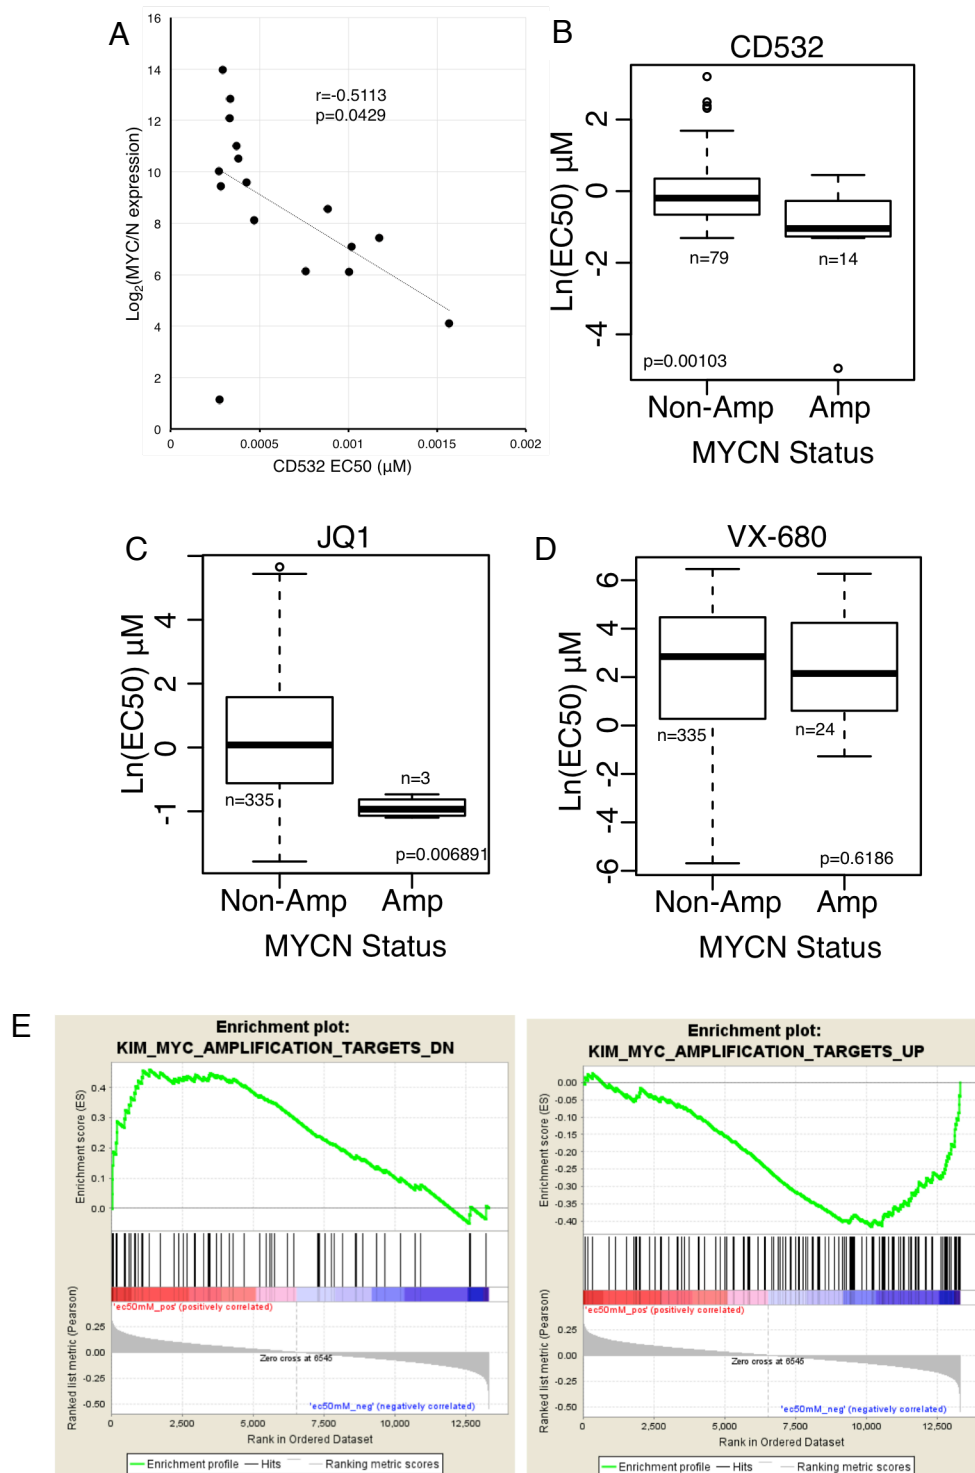 A
16
14
12
10
8
6
4
2
0
r=-0.5113
p=0.0429
Log2(MYC/N expression)
0 0.0005 0.001 0.0015 0.002
CD532 EC50 (µM)
B
CD532
Ln(EC50) µM
2
0
-2
-4
n=79
n=14
p=0.00103
Non-Amp Amp
MYCN Status
C
JQ1
Ln(EC50) µM
4
2
0
-1
n=335
n=3
p=0.006891
Non-Amp Amp
MYCN Status
D
VX-680
Ln(EC50) µM
6
4
2
0
-2
-4
-6
n=335
n=24
p=0.6186
Non-Amp Amp
MYCN Status
E
Enrichment plot:
KIM_MYC_AMPLIFICATION_TARGETS_DN
Enrichment score (ES)
0.4
0.3
0.2
0.1
0.0
'ec50mM_pos' (positively correlated)
Ranked list metric (Pearson)
0.25
0.00
-0.25
-0.50
Zero cross at 6545
'ec50mM_neg' (negatively correlated)
0 2,500 5,000 7,500 10,000 12,500
Rank in Ordered Dataset
Enrichment profile Hits Ranking metric scores
Enrichment plot:
KIM_MYC_AMPLIFICATION_TARGETS_UP
Enrichment score (ES)
0.00
-0.05
-0.10
-0.15
-0.20
-0.25
-0.30
-0.35
-0.40
'ec50mM_pos' (positively correlated)
Ranked list metric (Pearson)
0.25
0.00
-0.25
-0.50
Zero cross at 6545
'ec50mM_neg' (negatively correlated)
0 2,500 5,000 7,500 10,000 12,500
Rank in Ordered Dataset
Enrichment profile Hits Ranking metric scores